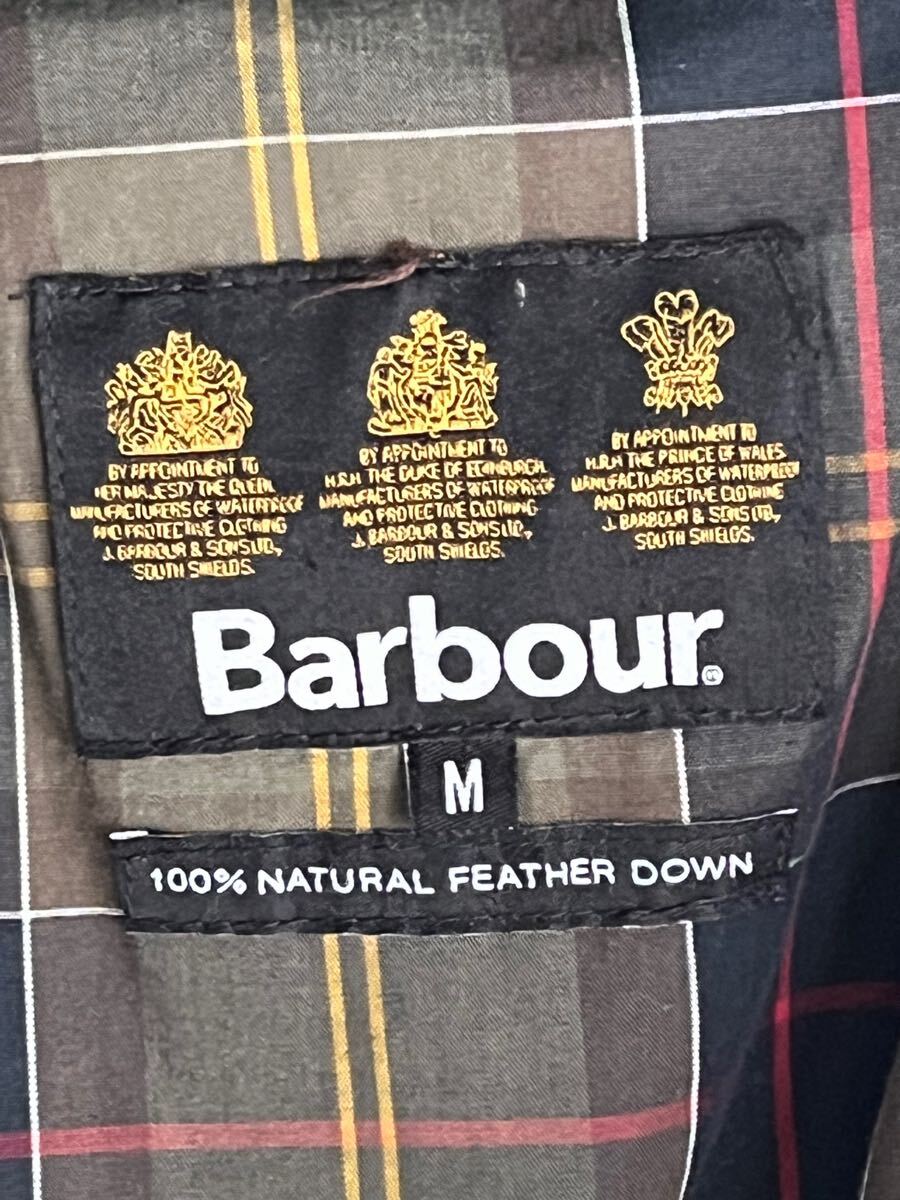 BY APPOINTMENT TO
HER MAJESTY THE QUEEN
MANUFACTURERS OF WATERPROOF
AND PROTECTIVE CLOTHING
J. BARBOUR & SONS LTD.,
SOUTH SHIELDS.
BY APPOINTMENT TO
H.R.H THE DUKE OF EDINBURGH
MANUFACTURERS OF WATERPROOF
AND PROTECTIVE CLOTHING
J. BARBOUR & SONS LTD.,
SOUTH SHIELDS.
BY APPOINTMENT TO
H.R.H THE PRINCE OF WALES
MANUFACTURERS OF WATERPROOF
AND PROTECTIVE CLOTHING
J. BARBOUR & SONS LTD.,
SOUTH SHIELDS.
Barbour®
M
100% NATURAL FEATHER DOWN